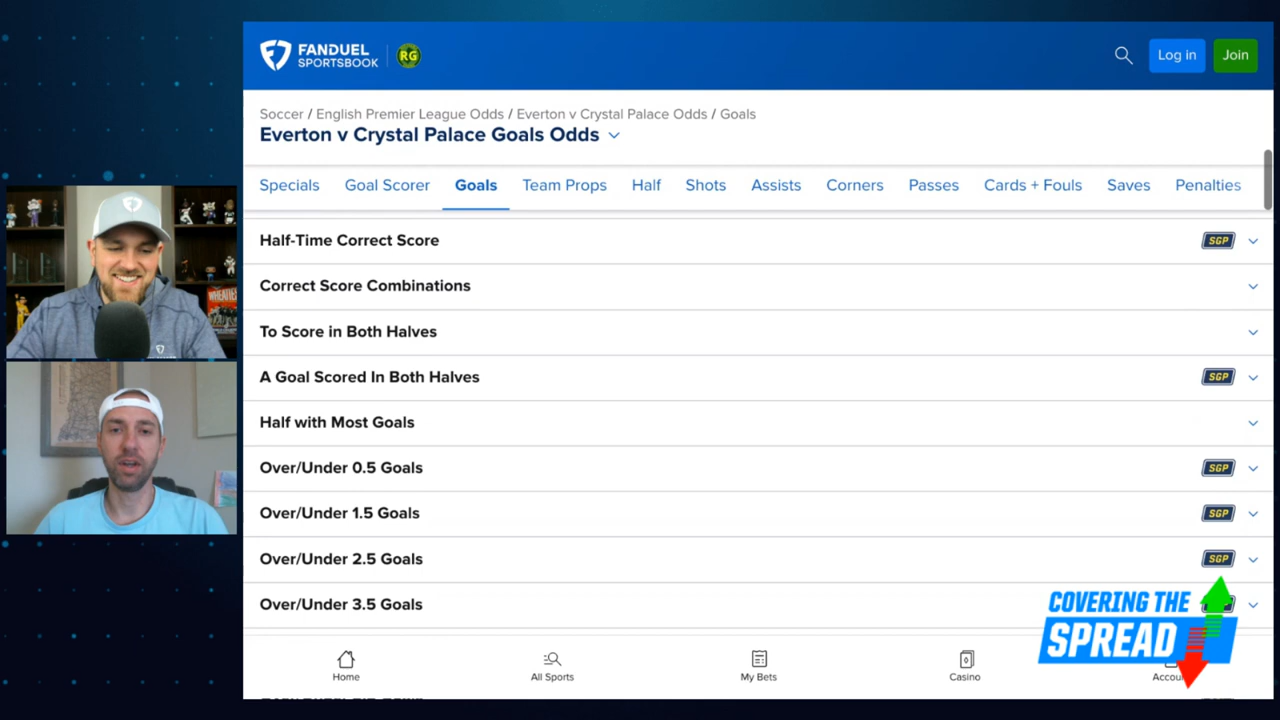 FANDUEL
SPORTSBOOK
RG
Log in
Join
Soccer / English Premier League Odds / Everton v Crystal Palace Odds / Goals
Everton v Crystal Palace Goals Odds
Specials
Goal Scorer
Goals
Team Props
Half
Shots
Assists
Corners
Passes
Cards + Fouls
Saves
Penalties
Half-Time Correct Score
SGP
Correct Score Combinations
To Score in Both Halves
A Goal Scored In Both Halves
SGP
Half with Most Goals
Over/Under 0.5 Goals
SGP
Over/Under 1.5 Goals
SGP
Over/Under 2.5 Goals
SGP
Over/Under 3.5 Goals
COVERING THE
SPREAD
Home
All Sports
My Bets
Casino
WHEATIES